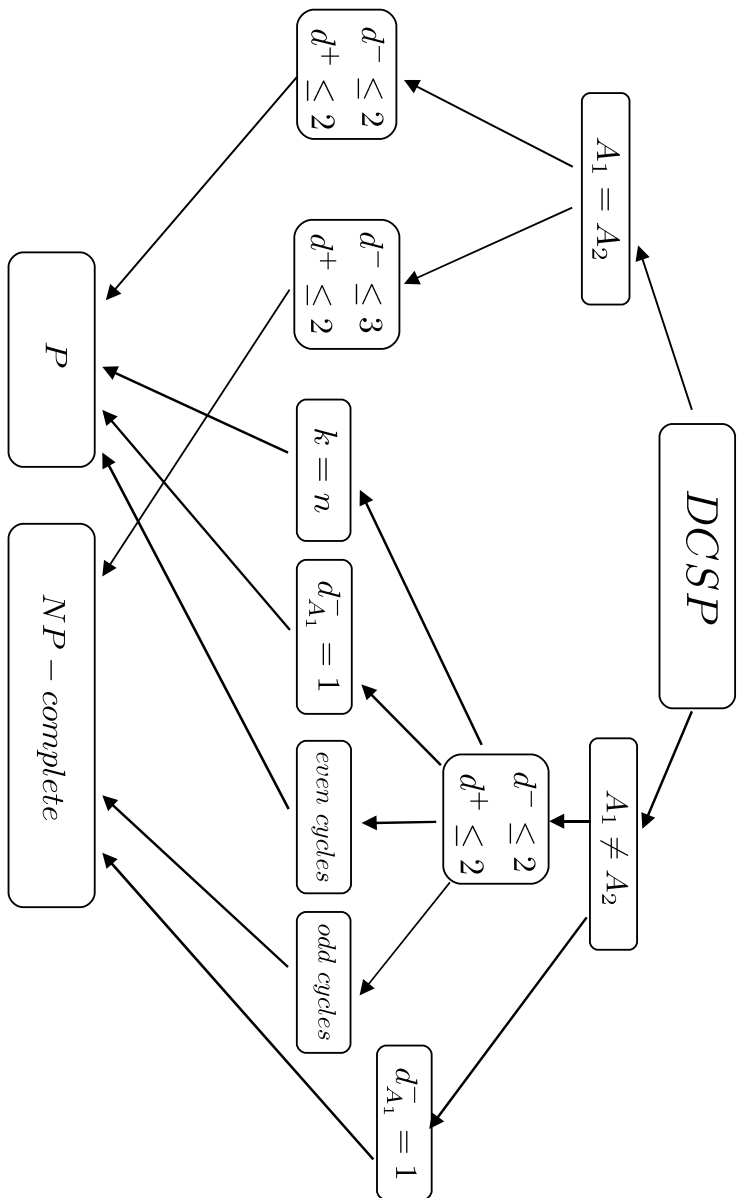 DCSP
A₁ = A₂
A₁ ≠ A₂
d⁻ ≤ 2
d⁺ ≤ 2
d⁻ ≤ 3
d⁺ ≤ 2
d⁻ ≤ 2
d⁺ ≤ 2
k = n
d⁻_{A₁} = 1
even cycles
odd cycles
d⁻_{A₁} = 1
P
NP − complete